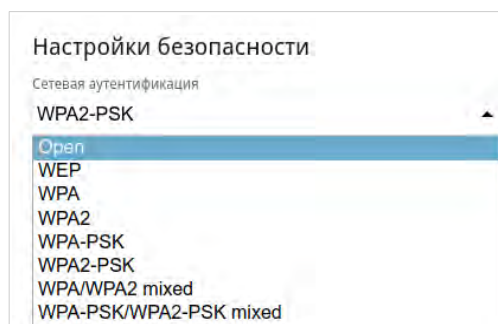 Настройки безопасности
Сетевая аутентификация
WPA2-PSK
Open
WEP
WPA
WPA2
WPA-PSK
WPA2-PSK
WPA/WPA2 mixed
WPA-PSK/WPA2-PSK mixed